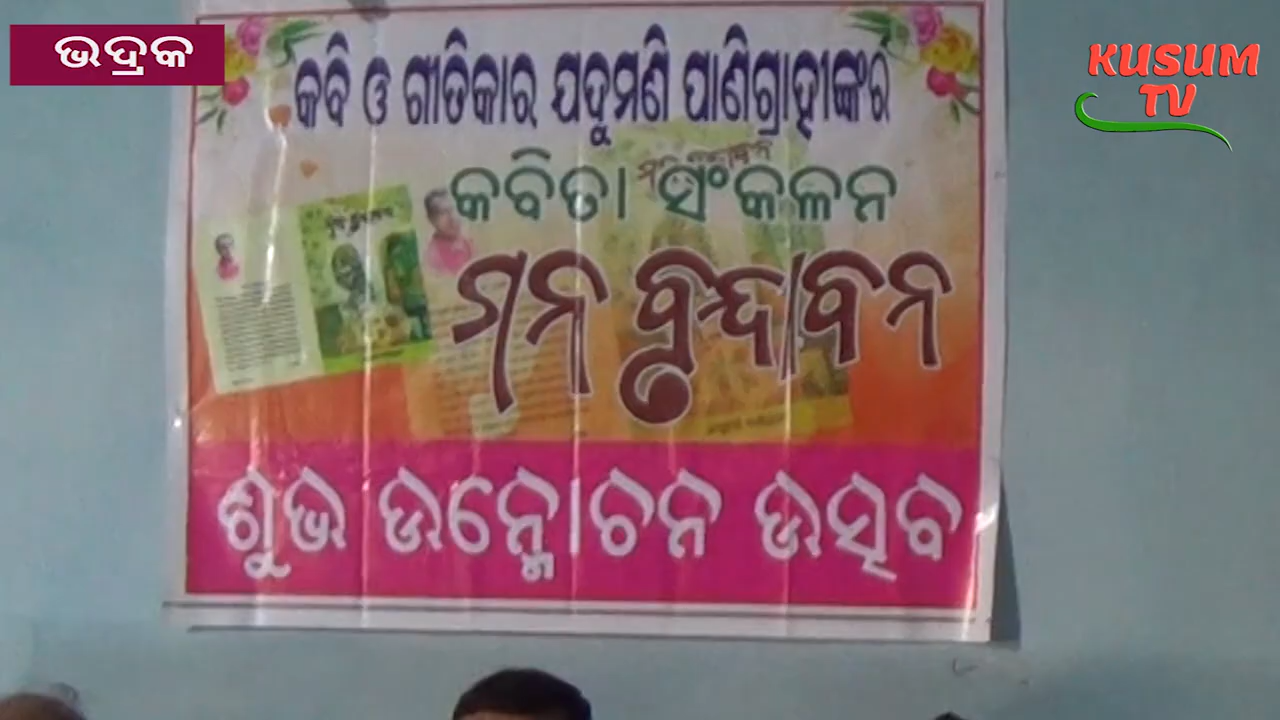 ଭଦ୍ରକ
KUSUM
TV
କବି ଓ ଗୀତିକାର ଯଦୁମଣି ପାଣିଗ୍ରାହୀଙ୍କର
କବିତା ସଂକଳନ
ମନ ବୃନ୍ଦାବନ
ଶୁଭ ଉନ୍ମୋଚନ ଉତ୍ସବ